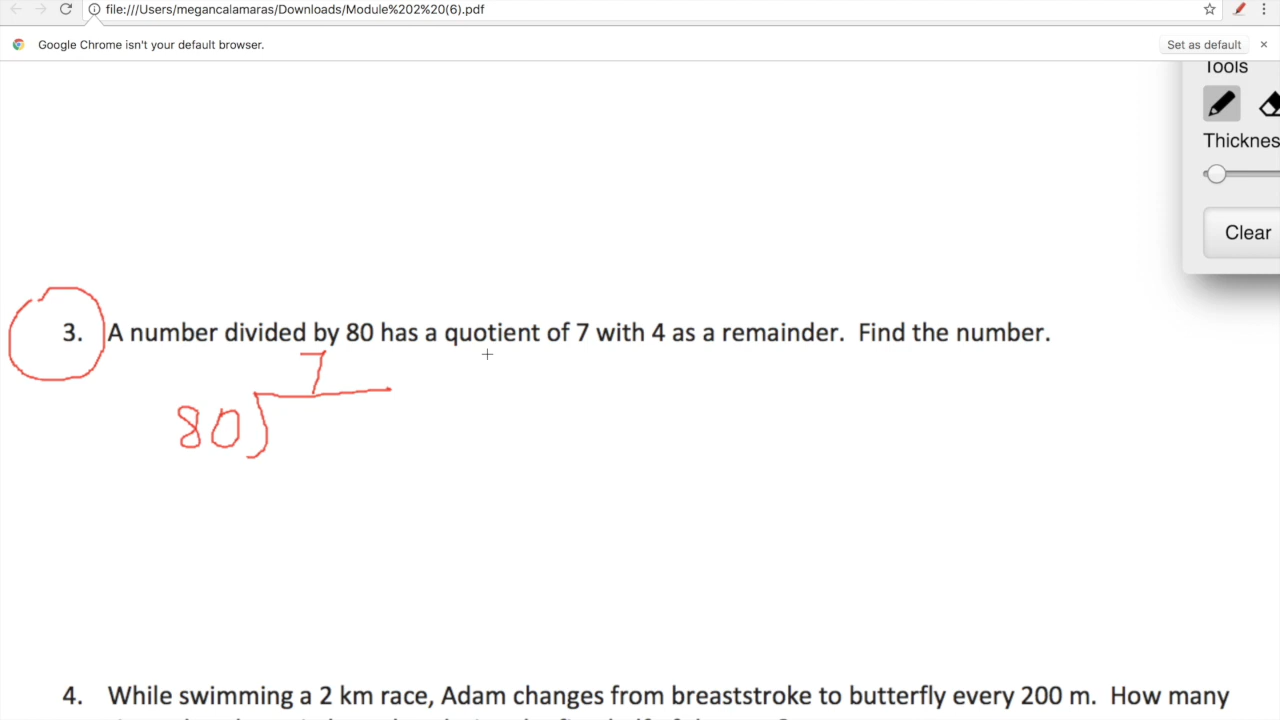 file:///Users/megancalamaras/Downloads/Module%202%20(6).pdf
Google Chrome isn't your default browser.
Set as default
Tools
Thicknes
Clear
3. A number divided by 80 has a quotient of 7 with 4 as a remainder. Find the number.
7
80
4. While swimming a 2 km race, Adam changes from breaststroke to butterfly every 200 m. How many